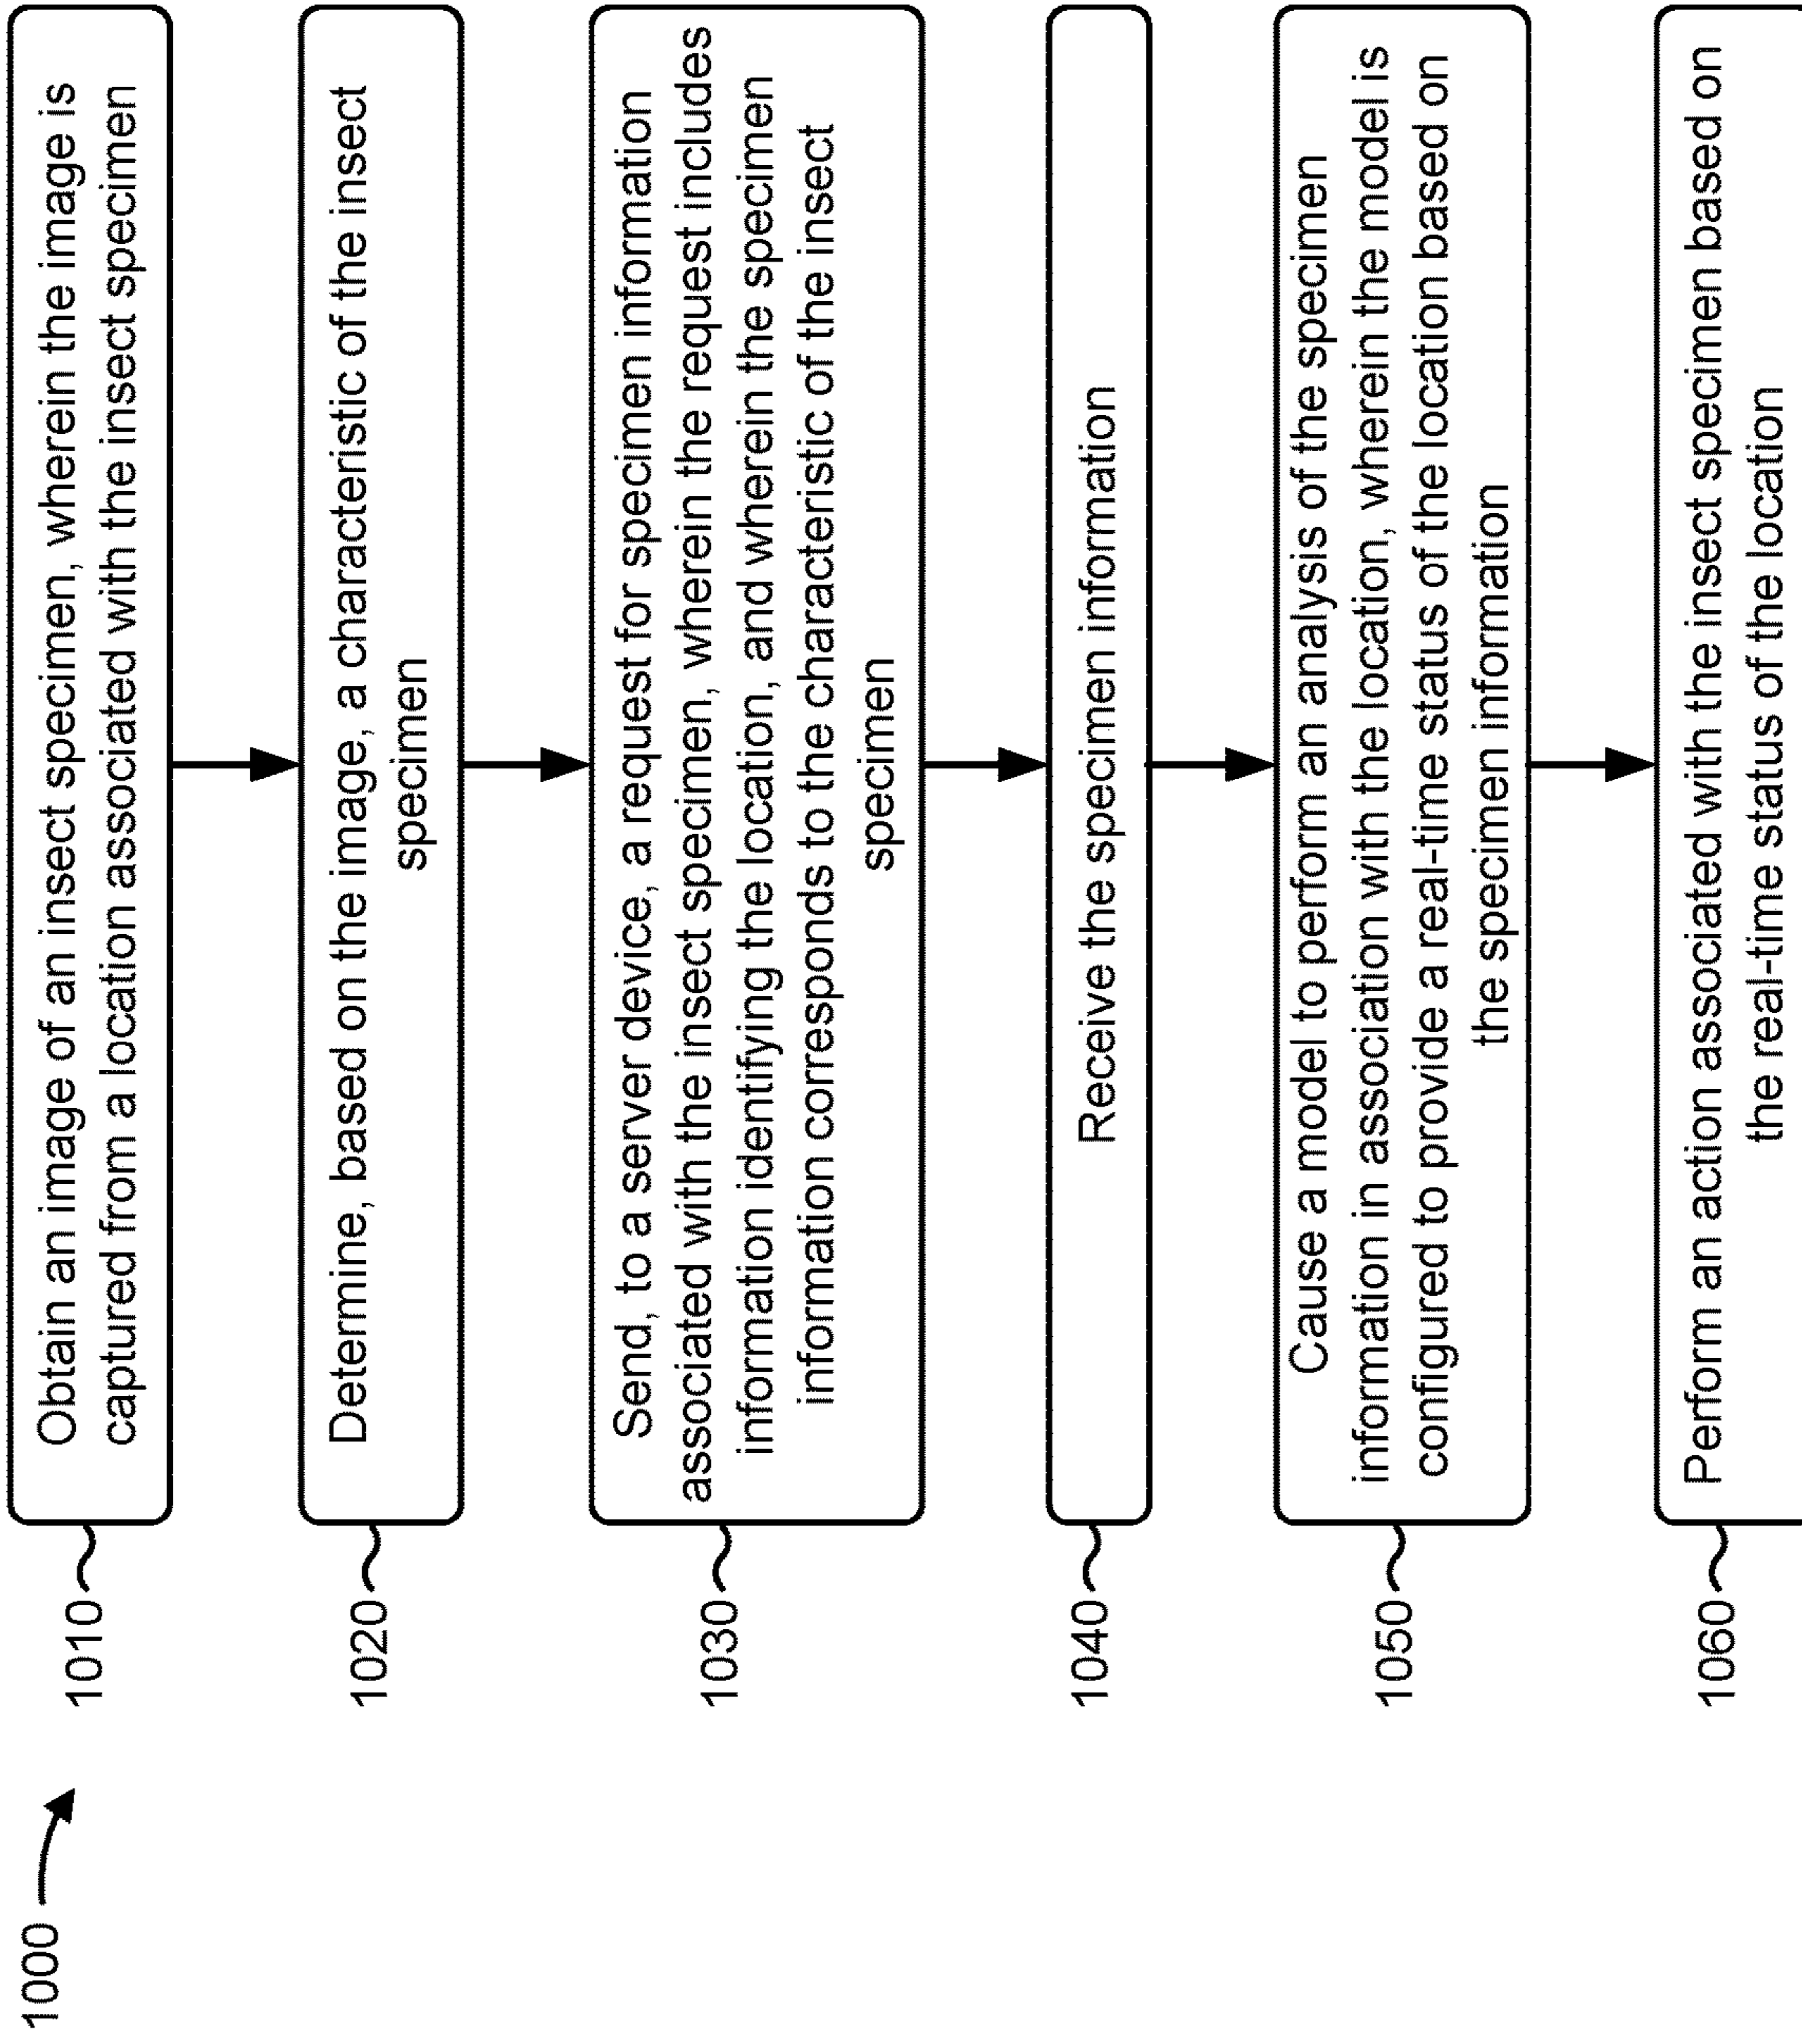 1000
1010
Obtain an image of an insect specimen, wherein the image is
captured from a location associated with the insect specimen
1020
Determine, based on the image, a characteristic of the insect
specimen
1030
Send, to a server device, a request for specimen information
associated with the insect specimen, wherein the request includes
information identifying the location, and wherein the specimen
information corresponds to the characteristic of the insect
specimen
1040
Receive the specimen information
1050
Cause a model to perform an analysis of the specimen
information in association with the location, wherein the model is
configured to provide a real-time status of the location based on
the specimen information
1060
Perform an action associated with the insect specimen based on
the real-time status of the location